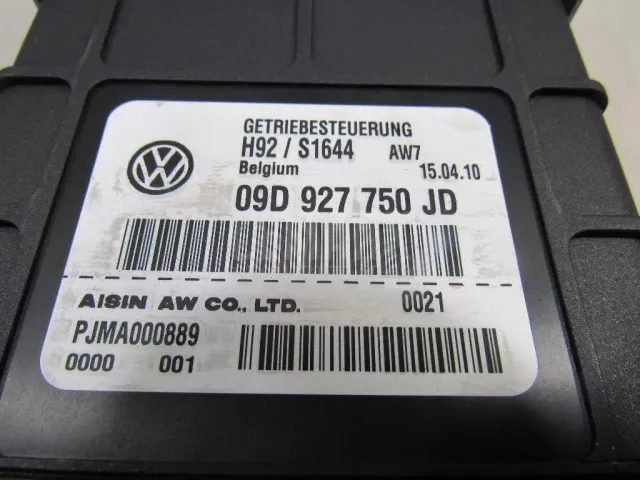 GETRIEBESTEUERUNG
H92 / S1644 AW7
Belgium 15.04.10
09D 927 750 JD
AISIN AW CO., LTD. 0021
PJMA000889
0000 001